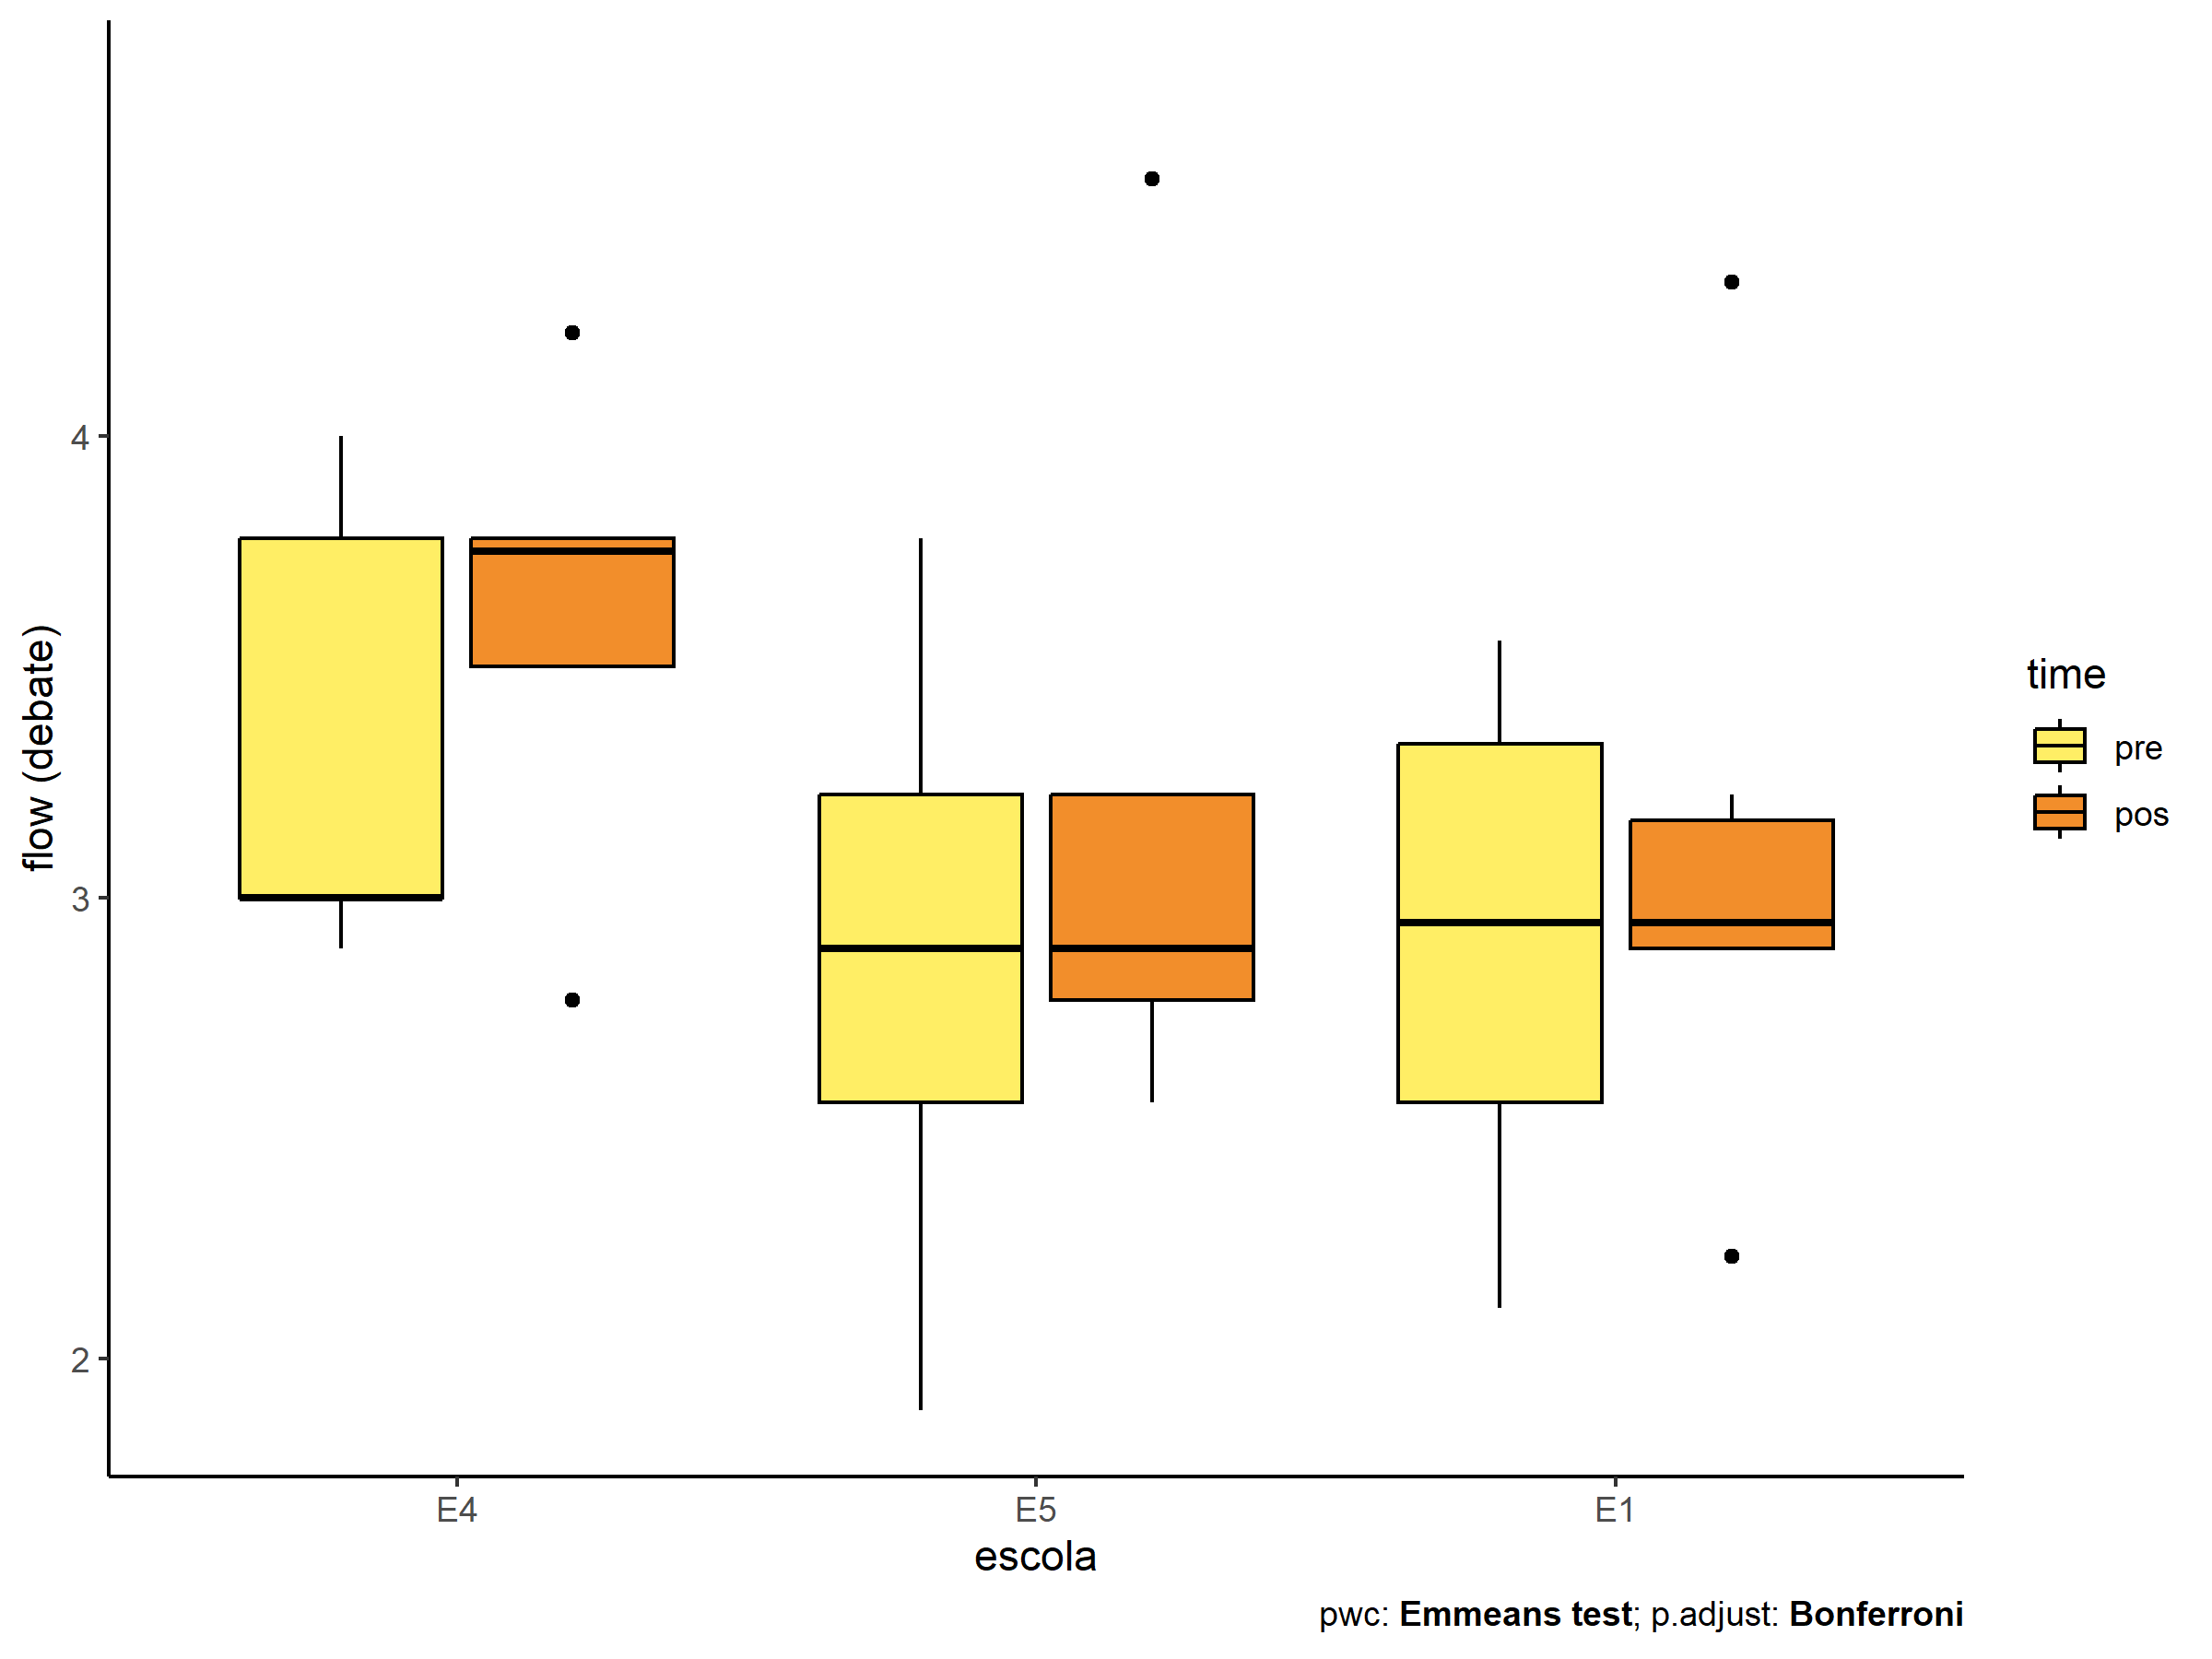 flow (debate)
4
3
2
E4
E5
E1
escola
time
pre
pos
pwc: Emmeans test; p.adjust: Bonferroni